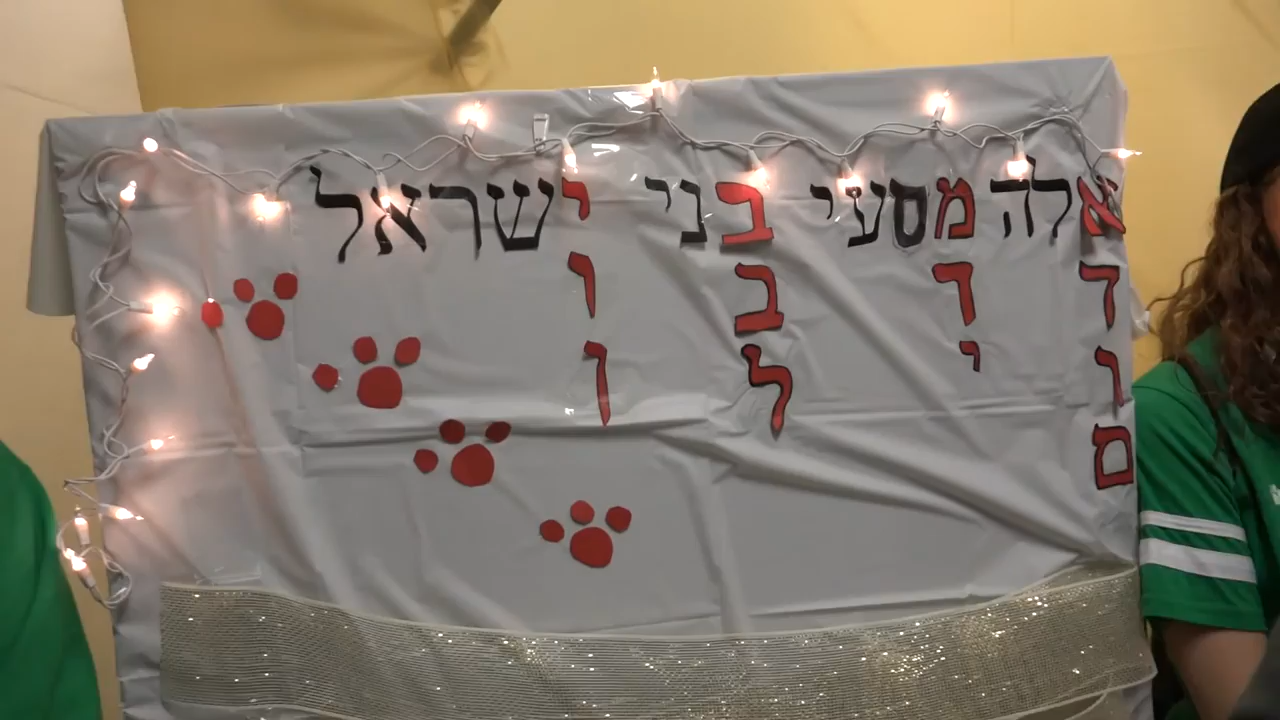 אלה מסעי בני ישראל
אדום
מדי
בבל
יון